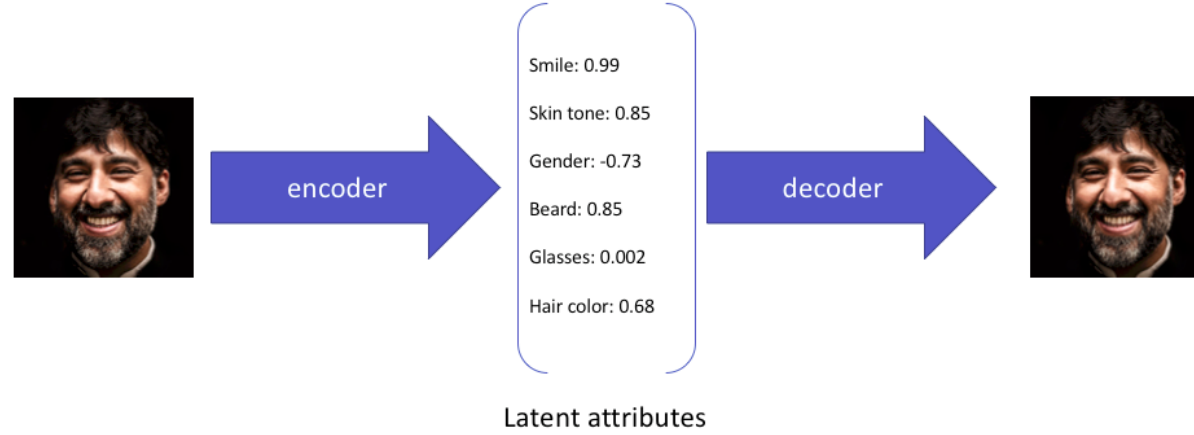 Smile: 0.99
Skin tone: 0.85
Gender: -0.73
Beard: 0.85
Glasses: 0.002
Hair color: 0.68
encoder
decoder
Latent attributes